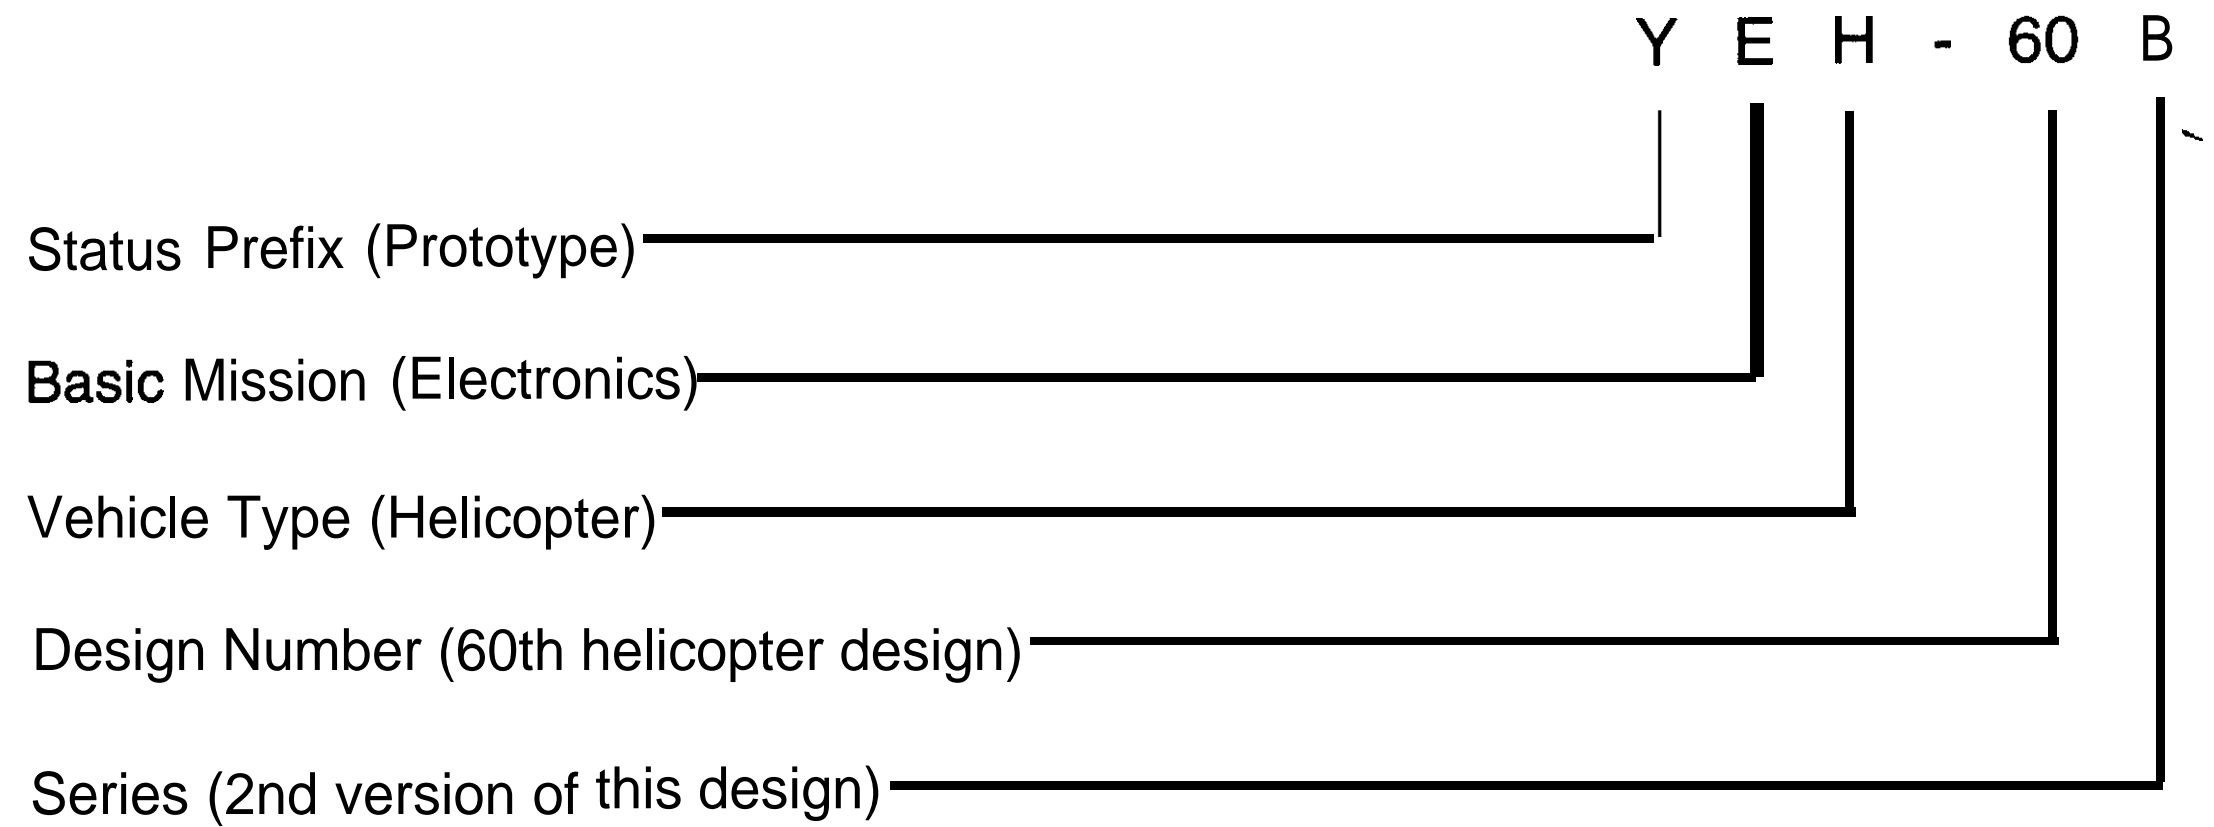 Y E H - 60 B
Status Prefix (Prototype)
Basic Mission (Electronics)
Vehicle Type (Helicopter)
Design Number (60th helicopter design)
Series (2nd version of this design)